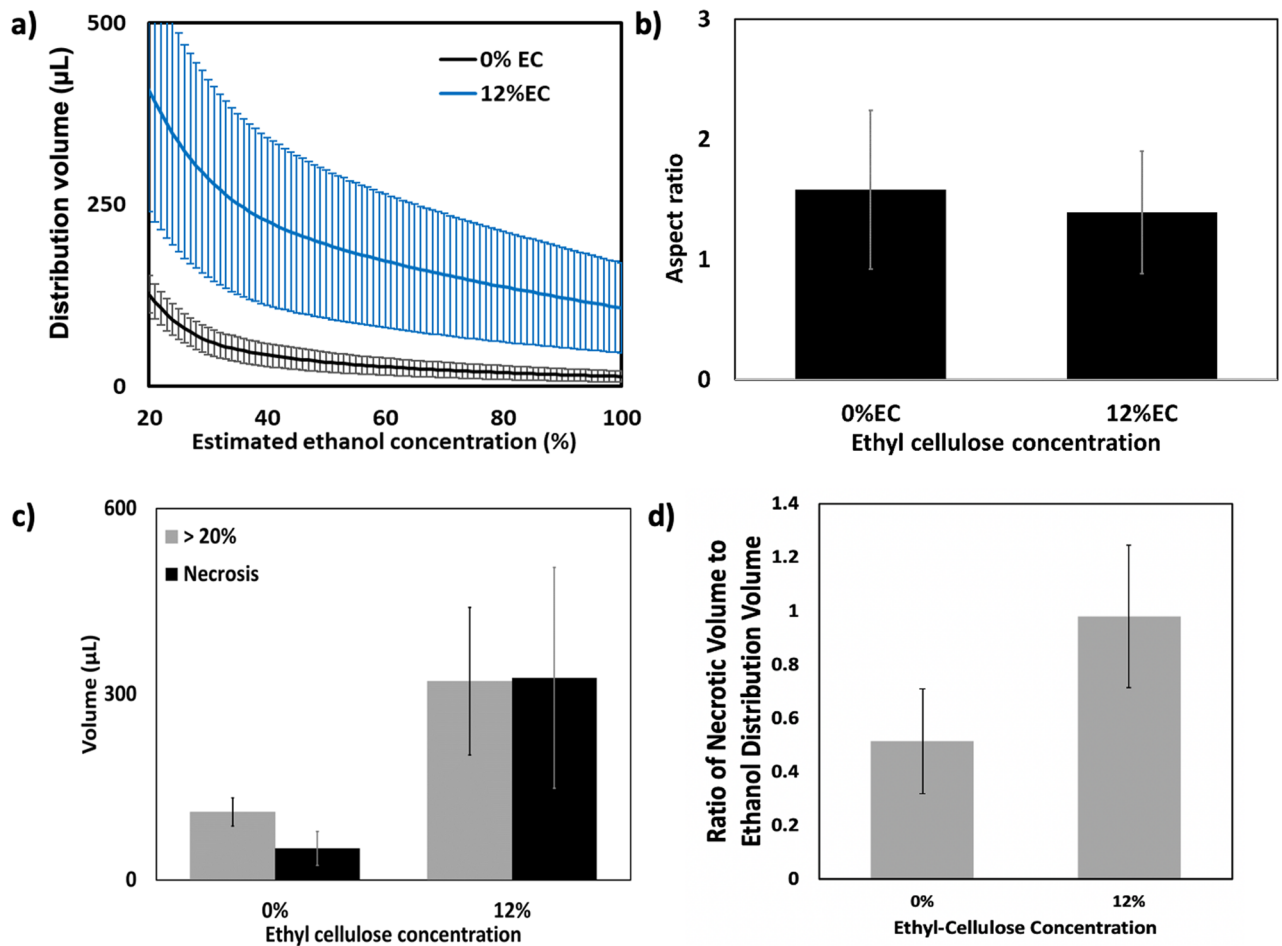 a)
Distribution volume (µL)
500
250
0
0% EC
12%EC
20
40
60
80
100
Estimated ethanol concentration (%)
b)
Aspect ratio
3
2
1
0
0%EC
12%EC
Ethyl cellulose concentration
c)
Volume (µL)
600
300
0
> 20%
Necrosis
0%
12%
Ethyl cellulose concentration
d)
Ratio of Necrotic Volume to
Ethanol Distribution Volume
1.4
1.2
1
0.8
0.6
0.4
0.2
0
0%
12%
Ethyl-Cellulose Concentration